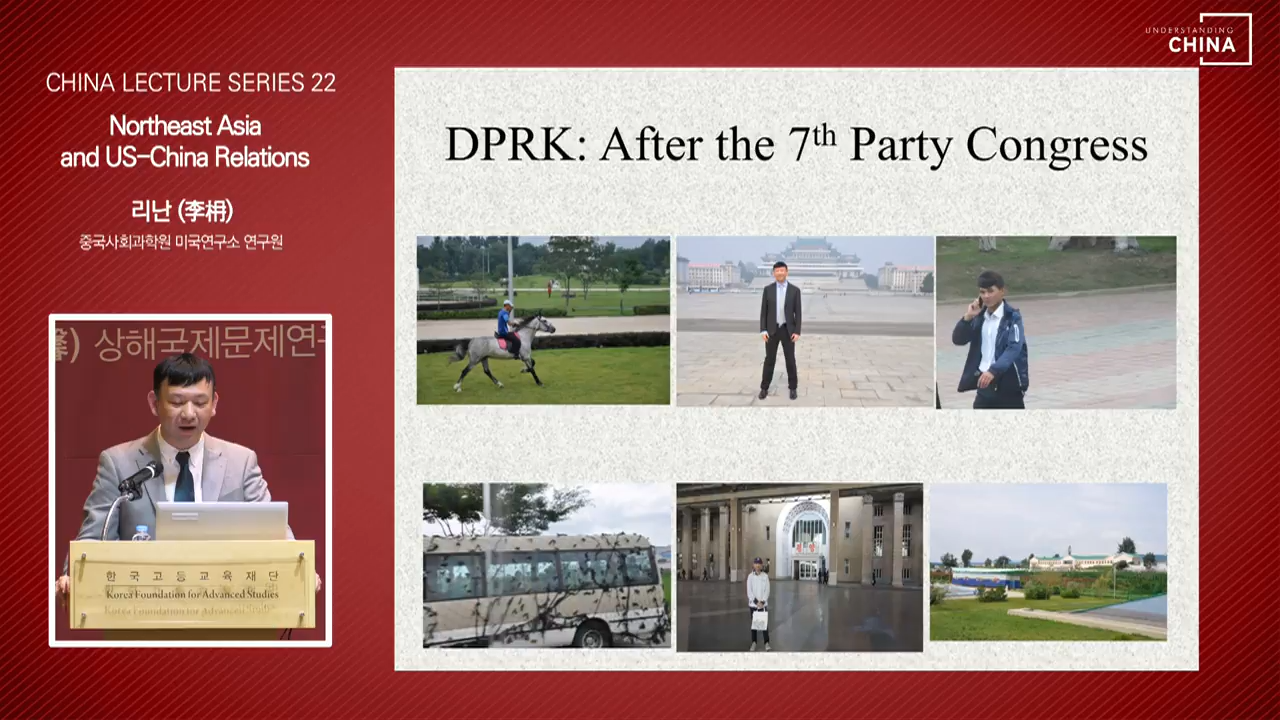 UNDERSTANDING
CHINA
CHINA LECTURE SERIES 22
Northeast Asia
and US-China Relations
리난 (李枏)
중국사회과학원 미국연구소 연구원
DPRK: After the 7th Party Congress
) 상해국제문제연
한국고등교육재단
Korea Foundation for Advanced Studies